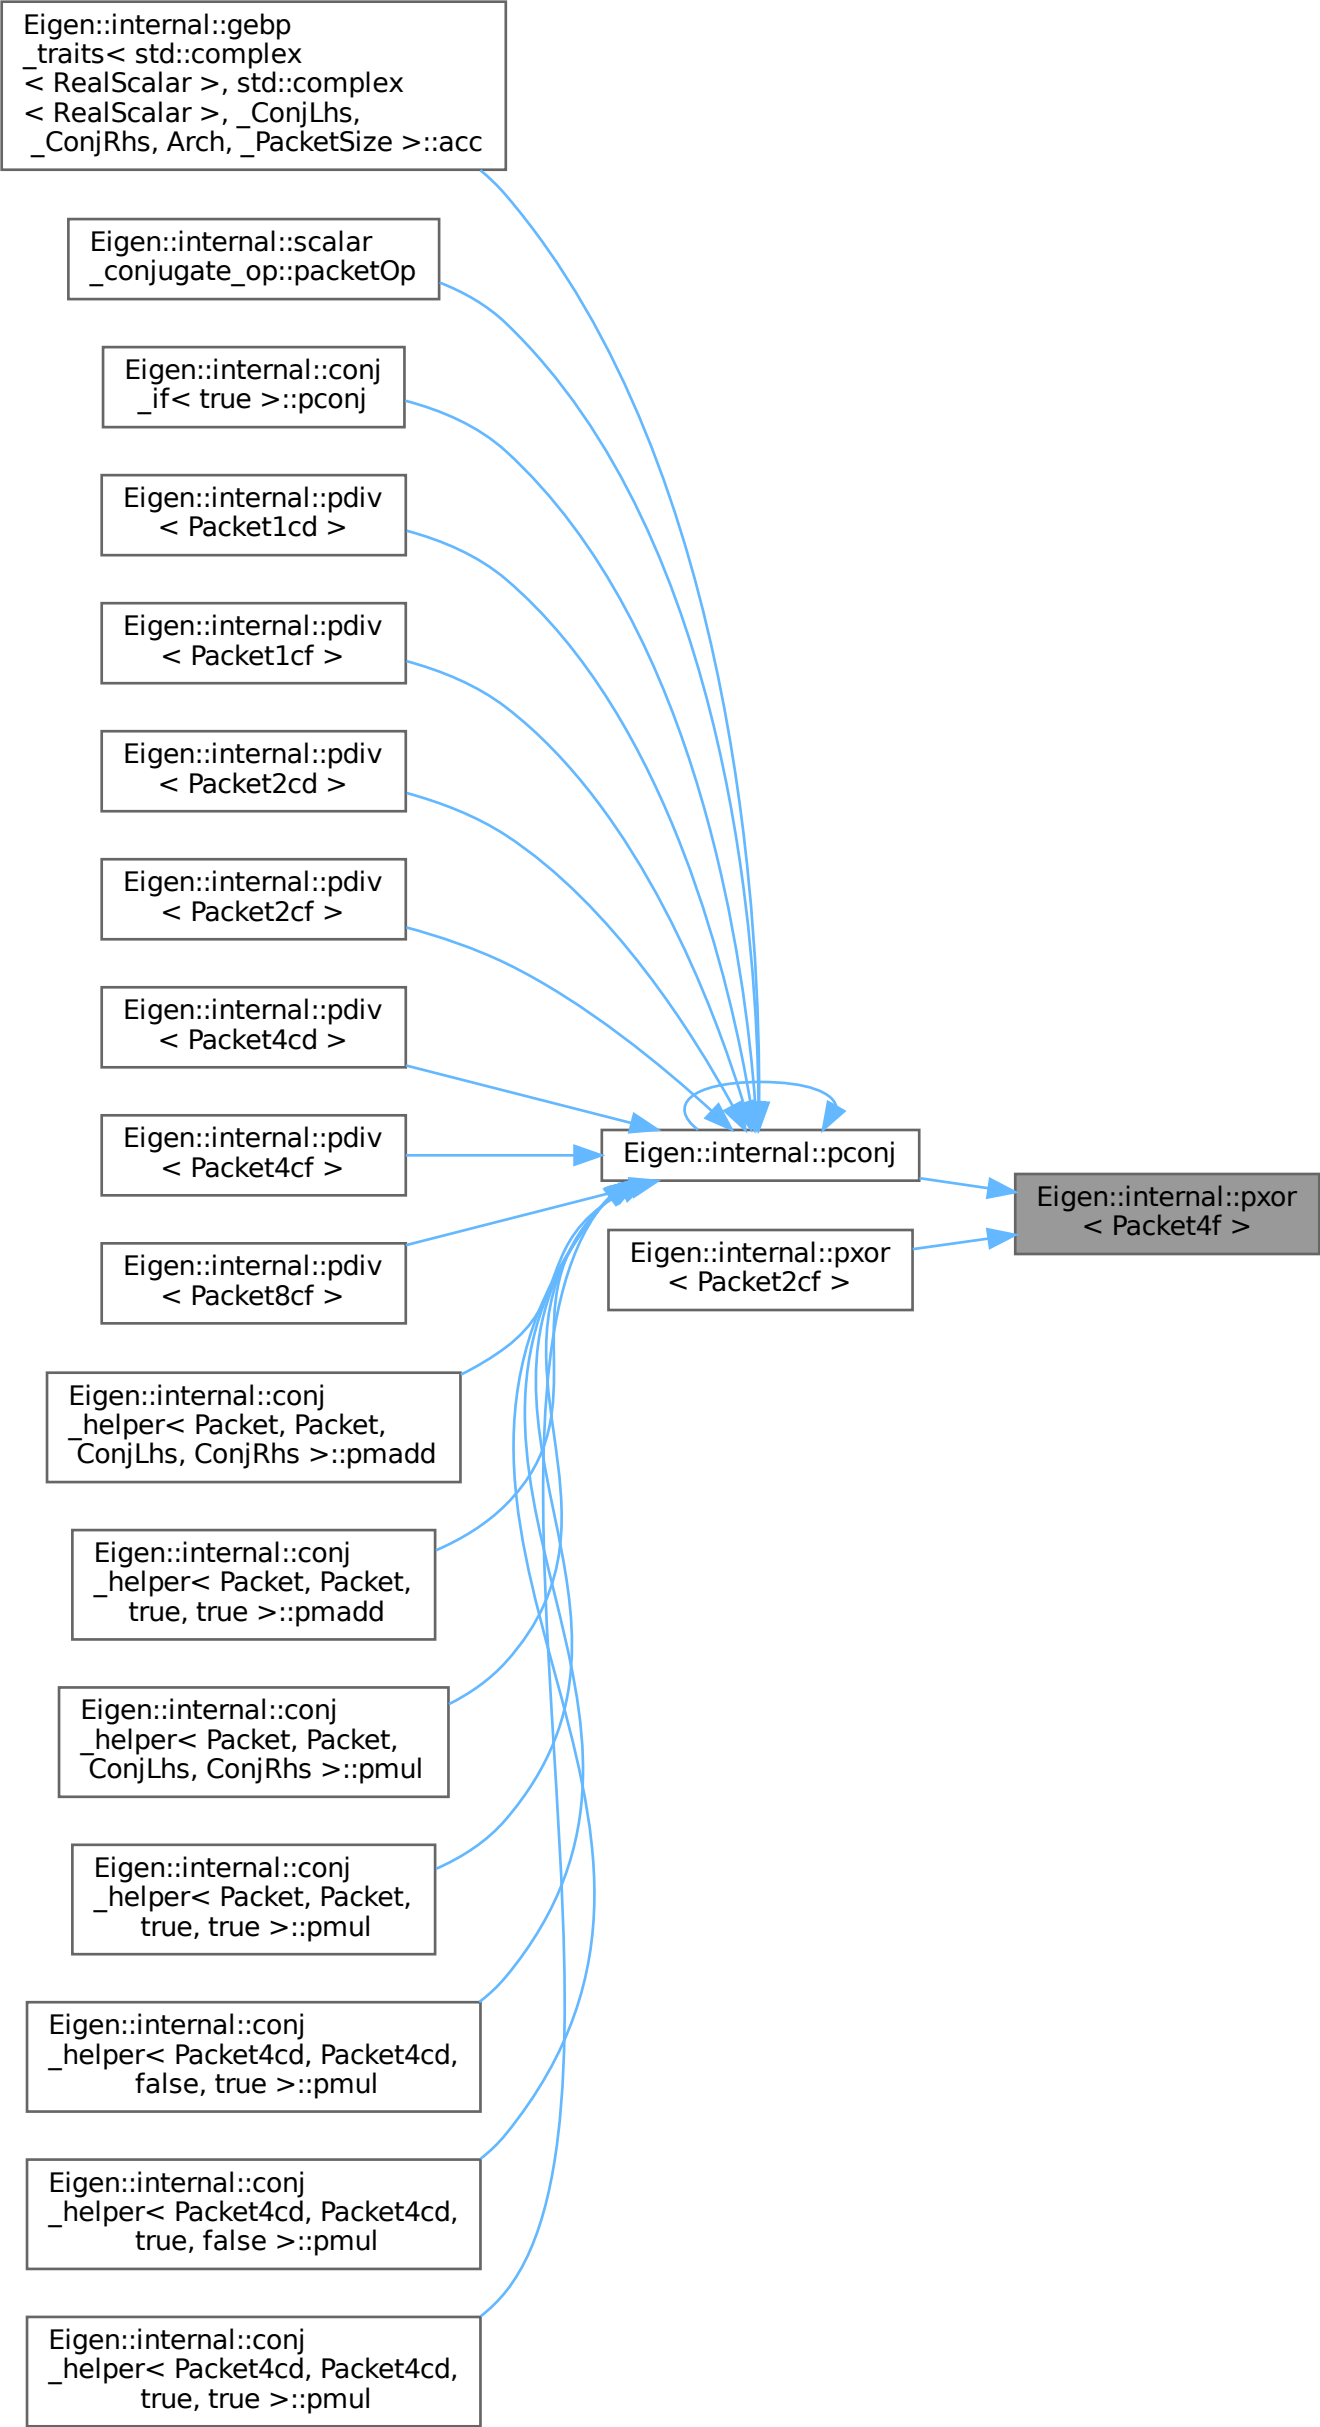 Eigen::internal::gebp
_traits< std::complex
< RealScalar >, std::complex
< RealScalar >, _ConjLhs,
_ConjRhs, Arch, _PacketSize >::acc
Eigen::internal::scalar
_conjugate_op::packetOp
Eigen::internal::conj
_if< true >::pconj
Eigen::internal::pdiv
< Packet1cd >
Eigen::internal::pdiv
< Packet1cf >
Eigen::internal::pdiv
< Packet2cd >
Eigen::internal::pdiv
< Packet2cf >
Eigen::internal::pdiv
< Packet4cd >
Eigen::internal::pdiv
< Packet4cf >
Eigen::internal::pdiv
< Packet8cf >
Eigen::internal::conj
_helper< Packet, Packet,
ConjLhs, ConjRhs >::pmadd
Eigen::internal::conj
_helper< Packet, Packet,
true, true >::pmadd
Eigen::internal::conj
_helper< Packet, Packet,
ConjLhs, ConjRhs >::pmul
Eigen::internal::conj
_helper< Packet, Packet,
true, true >::pmul
Eigen::internal::conj
_helper< Packet4cd, Packet4cd,
false, true >::pmul
Eigen::internal::conj
_helper< Packet4cd, Packet4cd,
true, false >::pmul
Eigen::internal::conj
_helper< Packet4cd, Packet4cd,
true, true >::pmul
Eigen::internal::pconj
Eigen::internal::pxor
< Packet2cf >
Eigen::internal::pxor
< Packet4f >